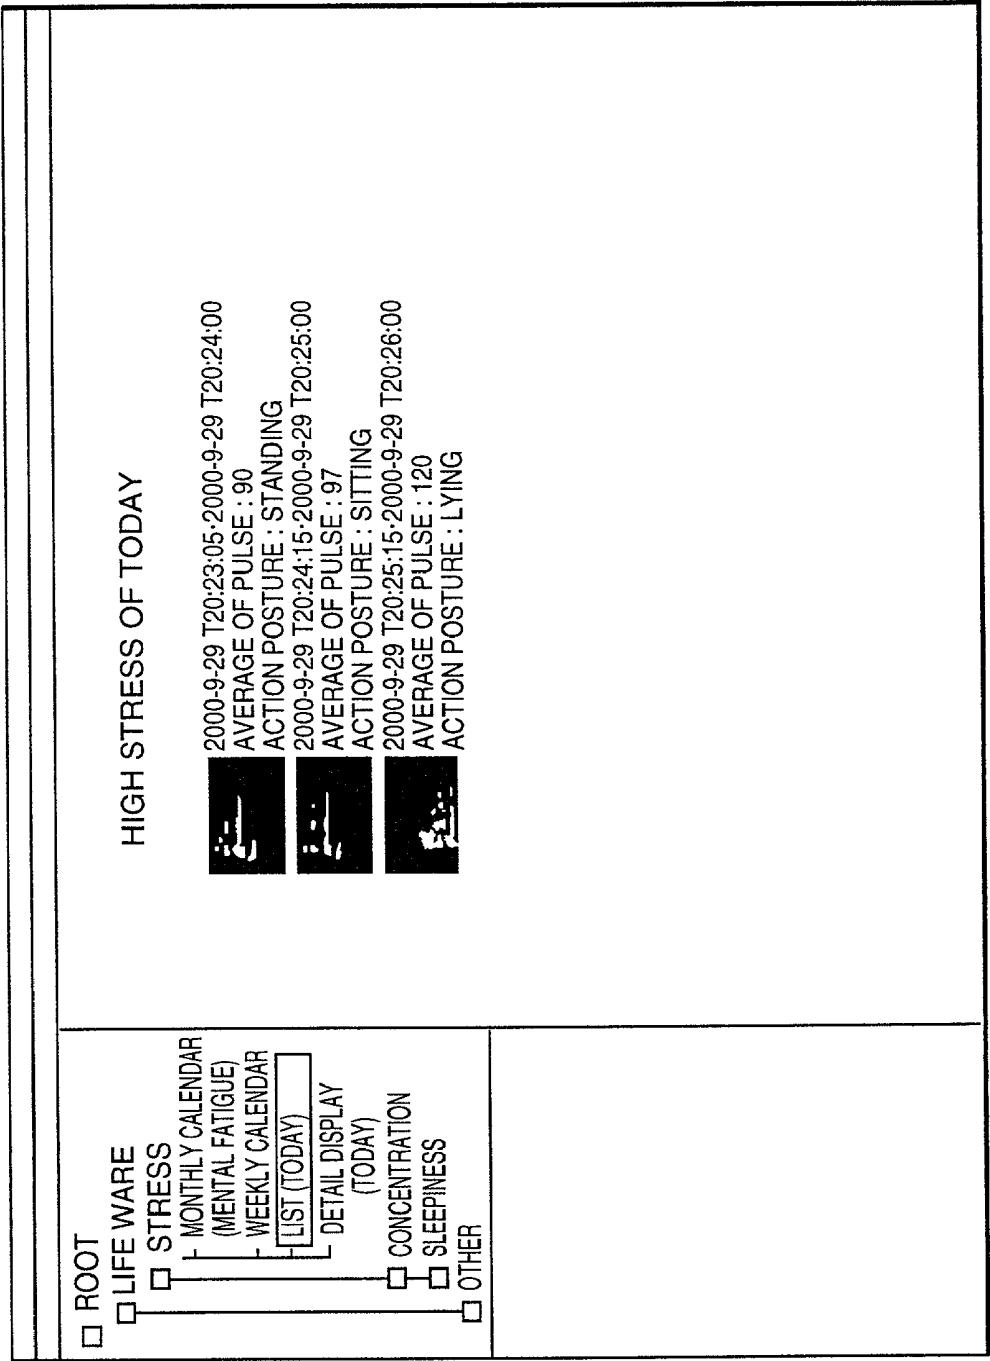 ROOT
LIFE WARE
STRESS
MONTHLY CALENDAR
(MENTAL FATIGUE)
WEEKLY CALENDAR
LIST (TODAY)
DETAIL DISPLAY
(TODAY)
CONCENTRATION
SLEEPINESS
OTHER
HIGH STRESS OF TODAY
2000-9-29 T20:23:05·2000-9-29 T20:24:00
AVERAGE OF PULSE : 90
ACTION POSTURE : STANDING
2000-9-29 T20:24:15·2000-9-29 T20:25:00
AVERAGE OF PULSE : 97
ACTION POSTURE : SITTING
2000-9-29 T20:25:15·2000-9-29 T20:26:00
AVERAGE OF PULSE : 120
ACTION POSTURE : LYING